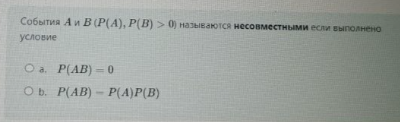 События A и B (P(A), P(B) > 0) называются несовместными если выполнено
условие
a. P(AB) = 0
b. P(AB) = P(A)P(B)